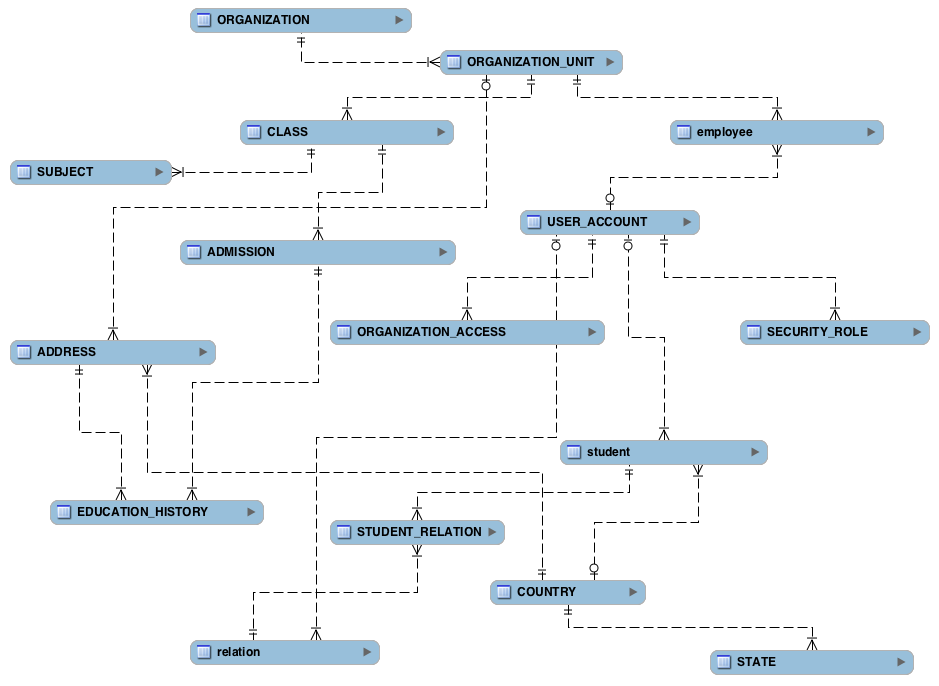 ORGANIZATION
ORGANIZATION_UNIT
CLASS
employee
SUBJECT
USER_ACCOUNT
ADMISSION
ORGANIZATION_ACCESS
SECURITY_ROLE
ADDRESS
student
EDUCATION_HISTORY
STUDENT_RELATION
COUNTRY
relation
STATE